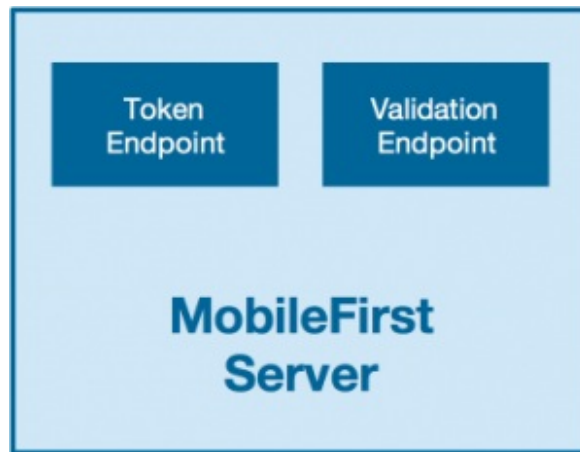 Token
Endpoint
Validation
Endpoint
MobileFirst
Server